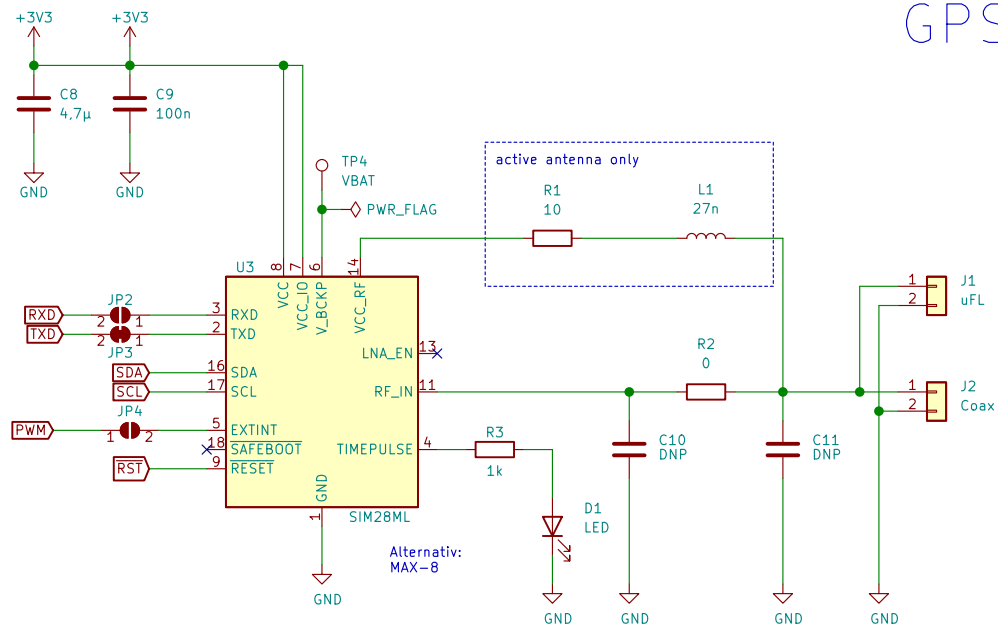 GPS
+3V3
+3V3
C8
4,7µ
C9
100n
GND
GND
TP4
VBAT
PWR_FLAG
active antenna only
R1
10
L1
27n
U3
8
7
6
14
VCC
VCC_IO
V_BCKP
VCC_RF
J1
uFL
1
2
JP2
RXD
2
1
3
RXD
TXD
2
1
2
TXD
JP3
LNA_EN
13
R2
0
SDA
16
SDA
SCL
17
SCL
RF_IN
11
1
2
J2
Coax
JP4
PWM
1
2
5
EXTINT
18
SAFEBOOT
TIMEPULSE
4
R3
1k
C10
DNP
C11
DNP
RST
9
RESET
GND
1
SIM28ML
D1
LED
Alternativ:
MAX-8
GND
GND
GND
GND
GND